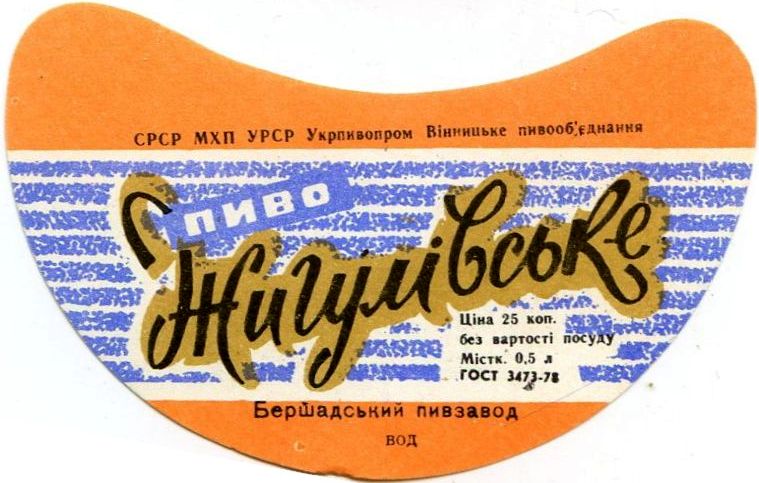 СРСР МХП УРСР Укрпивопром Вінницьке пивооб'єднання
пиво
Жигулівське
Ціна 25 коп.
без вартості посуду
Містк. 0,5 л
ГОСТ 3473-78
Бершадський пивзавод
ВОД